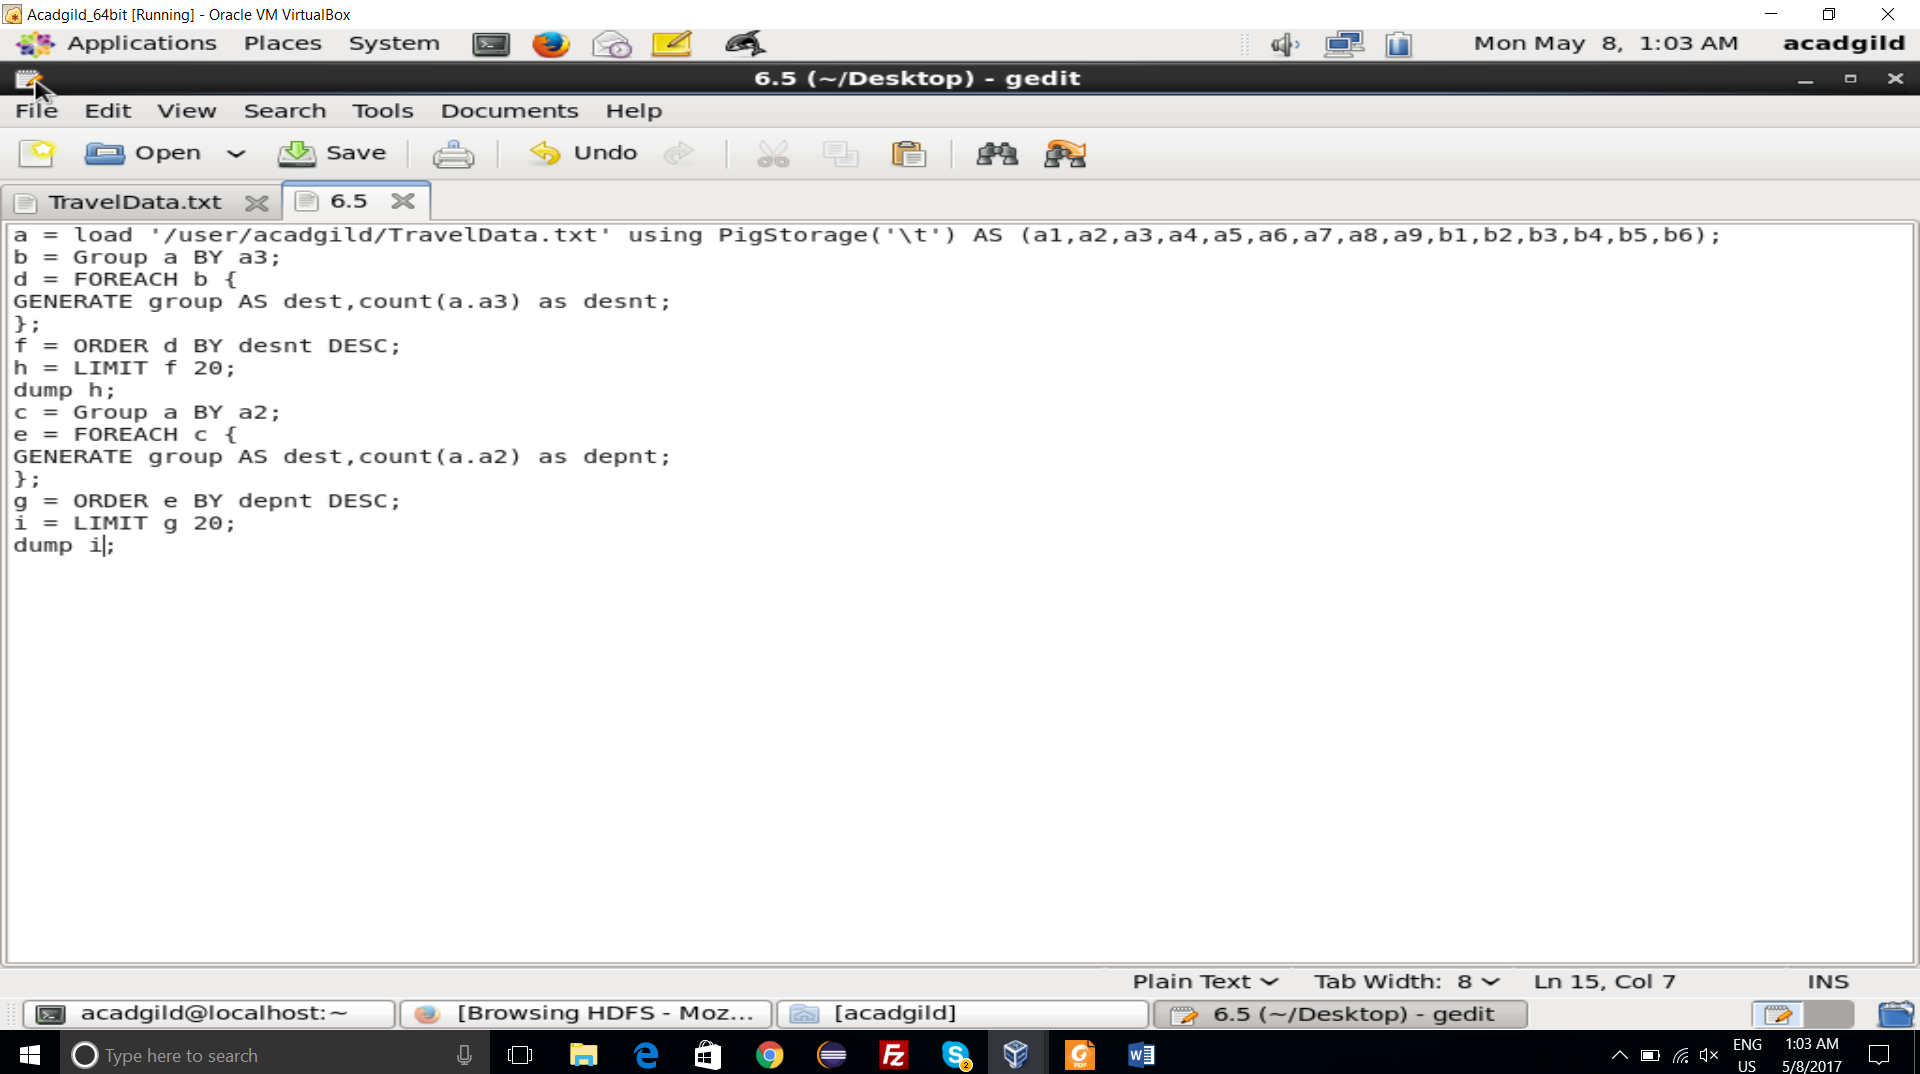 Acadgild_64bit [Running] - Oracle VM VirtualBox
Applications Places System Mon May 8, 1:03 AM acadgild
6.5 (~/Desktop) - gedit
File Edit View Search Tools Documents Help
Open Save Undo
TravelData.txt 6.5
a = load '/user/acadgild/TravelData.txt' using PigStorage('\t') AS (a1,a2,a3,a4,a5,a6,a7,a8,a9,b1,b2,b3,b4,b5,b6);
b = Group a BY a3;
d = FOREACH b {
GENERATE group AS dest,count(a.a3) as desnt;
};
f = ORDER d BY desnt DESC;
h = LIMIT f 20;
dump h;
c = Group a BY a2;
e = FOREACH c {
GENERATE group AS dest,count(a.a2) as depnt;
};
g = ORDER e BY depnt DESC;
i = LIMIT g 20;
dump i;
Plain Text Tab Width: 8 Ln 15, Col 7 INS
acadgild@localhost:~ [Browsing HDFS - Moz... [acadgild] 6.5 (~/Desktop) - gedit
Type here to search ENG 1:03 AM
US 5/8/2017